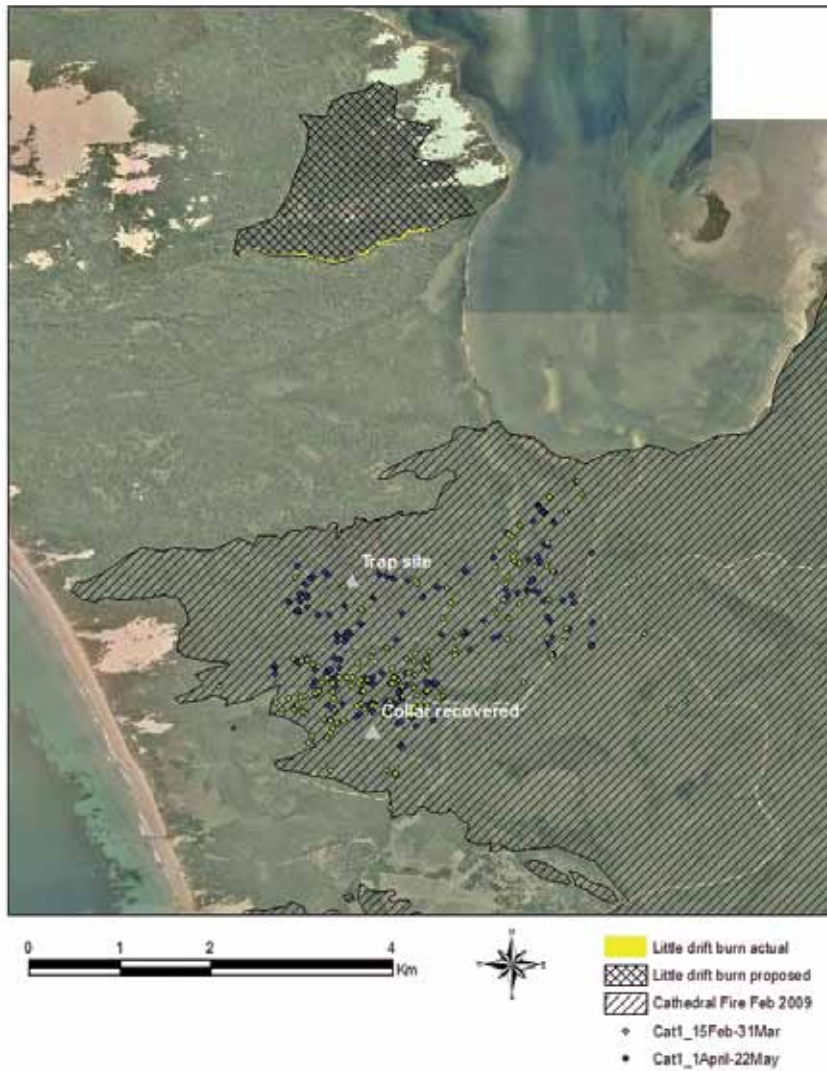 Trap site
Collar recovered
0 1 2 4
Km
N
Little drift burn actual
Little drift burn proposed
Cathedral Fire Feb 2009
Cat1_15Feb-31Mar
Cat1_1April-22May